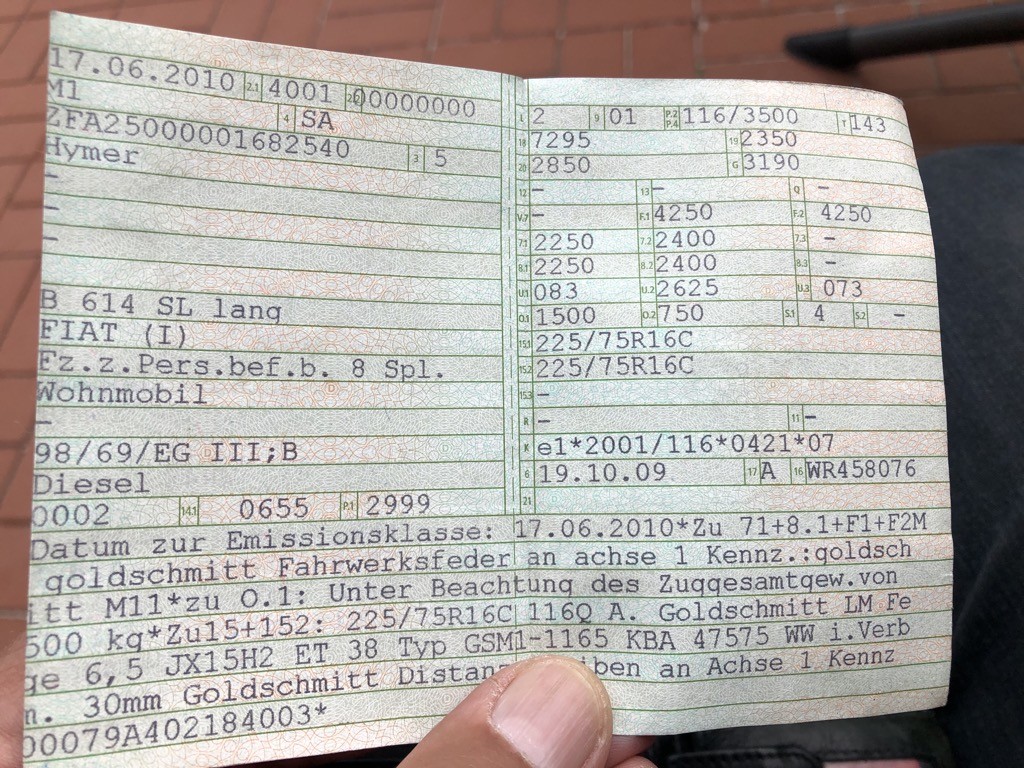 17.06.2010 2.1 4001 2.2 00000000
M1 4 SA
ZFA25000001682540 3 5
Hymer
-
-
-
B 614 SL lang
FIAT (I)
Fz.z.Pers.bef.b. 8 Spl.
Wohnmobil
-
98/69/EG III;B
Diesel
0002 14.1 0655 P.1 2999
L 2 9 01 P.2 P.4 116/3500 T 143
18 7295 19 2350
20 2850 G 3190
12 - 13 - Q -
V.7 - F.1 4250 F.2 4250
7.1 2250 7.2 2400 7.3 -
8.1 2250 8.2 2400 8.3 -
U.1 083 U.2 2625 U.3 073
O.1 1500 O.2 750 S.1 4 S.2 -
15.1 225/75R16C
15.2 225/75R16C
15.3 -
R - 11 -
K e1*2001/116*0421*07
6 19.10.09 17 A 16 WR458076
21
Datum zur Emissionsklasse: 17.06.2010*Zu 71+8.1+F1+F2M
goldschmitt Fahrwerksfeder an achse 1 Kennz.:goldsch
itt M11*zu O.1: Unter Beachtung des Zuggesamtgew.von
500 kg*Zu15+152: 225/75R16C 116Q A. Goldschmitt LM Fe
ge 6,5 JX15H2 ET 38 Typ GSM1-1165 KBA 47575 WW i.Verb
. 30mm Goldschmitt Distan iben an Achse 1 Kennz
00079A402184003*